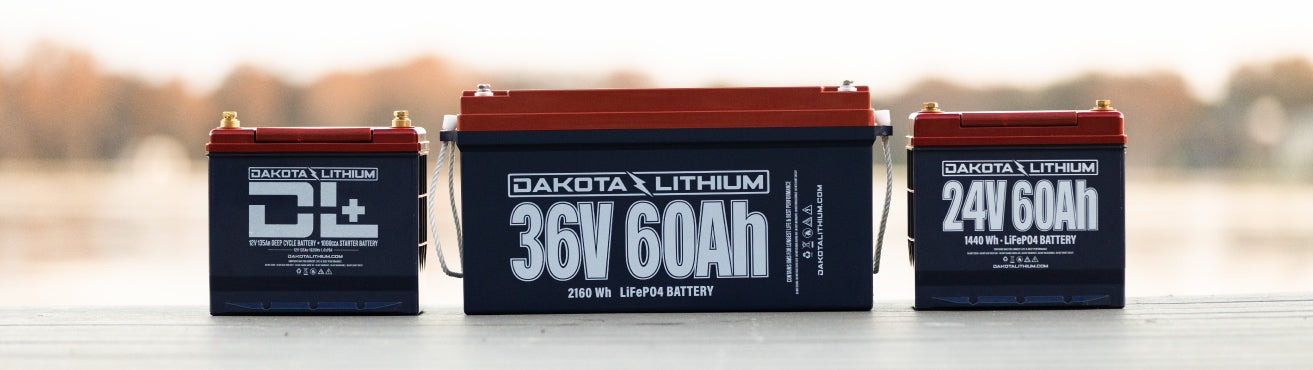 DAKOTA LITHIUM
DL+
12V 135Ah DEEP CYCLE BATTERY + 1000cca STARTER BATTERY
DAKOTALITHIUM.COM
DAKOTA LITHIUM
36V 60Ah
2160 Wh LiFePO4 BATTERY
DAKOTALITHIUM.COM
DAKOTA LITHIUM
24V 60Ah
1440 Wh - LiFePO4 BATTERY
DAKOTALITHIUM.COM